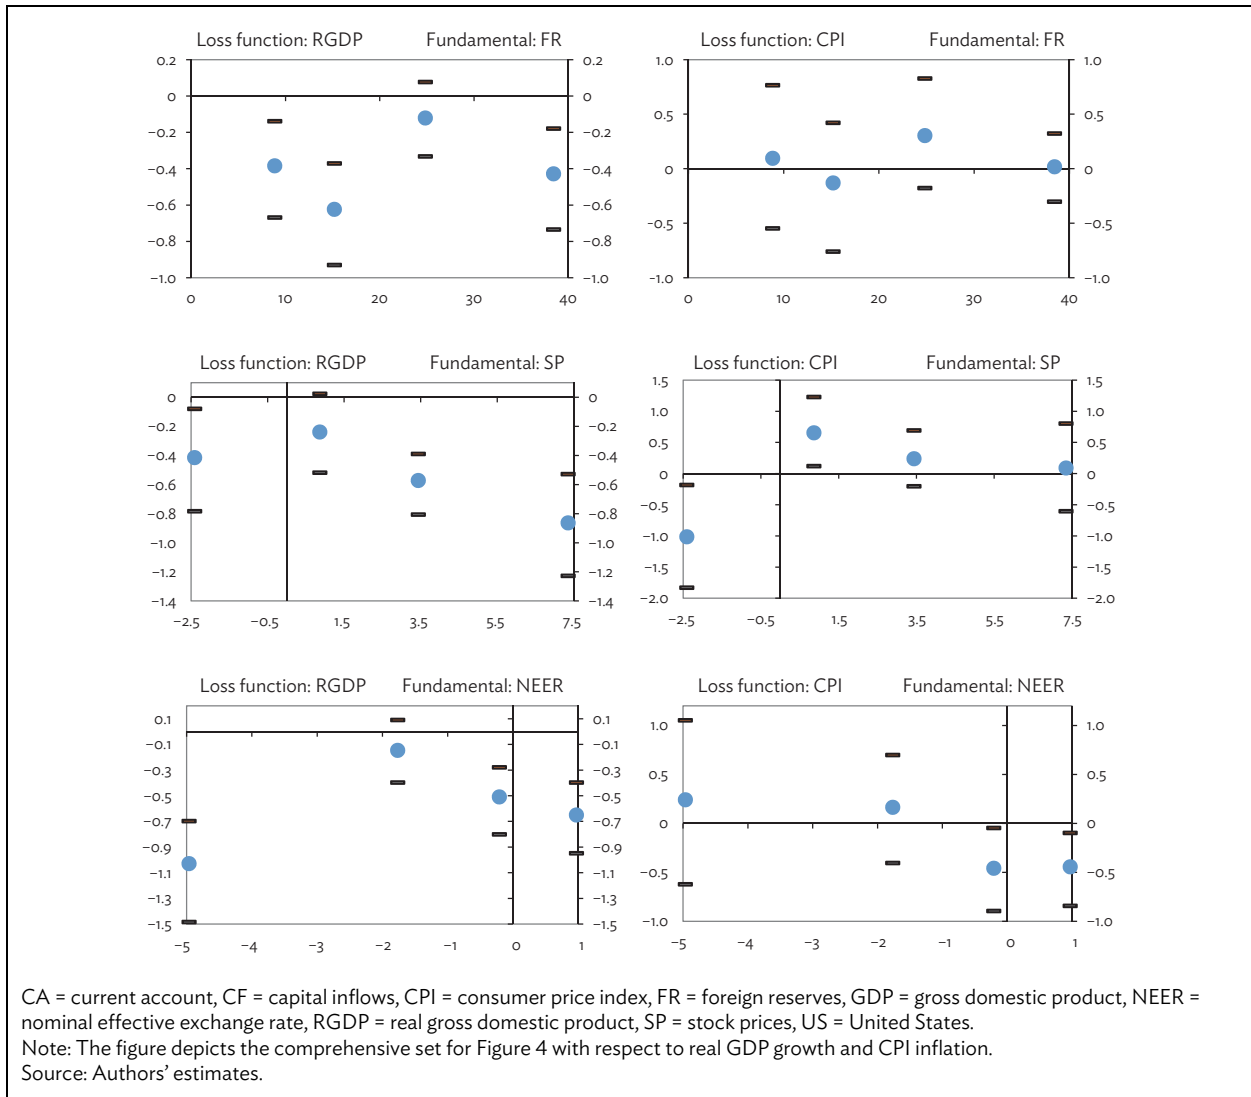 Loss function: RGDP Fundamental: FR
0.2 0.2
0 0
−0.2 −0.2
−0.4 −0.4
−0.6 −0.6
−0.8 −0.8
−1.0 −1.0
0 10 20 30 40
Loss function: CPI Fundamental: FR
1.0 1.0
0.5 0.5
0 0
−0.5 −0.5
−1.0 −1.0
0 10 20 30 40
Loss function: RGDP Fundamental: SP
0 0
−0.2 −0.2
−0.4 −0.4
−0.6 −0.6
−0.8 −0.8
−1.0 −1.0
−1.2 −1.2
−1.4 −1.4
−2.5 −0.5 1.5 3.5 5.5 7.5
Loss function: CPI Fundamental: SP
1.5 1.5
1.0 1.0
0.5 0.5
0 0
−0.5 −0.5
−1.0 −1.0
−1.5 −1.5
−2.0 −2.0
−2.5 −0.5 1.5 3.5 5.5 7.5
Loss function: RGDP Fundamental: NEER
0.1 0.1
−0.1 −0.1
−0.3 −0.3
−0.5 −0.5
−0.7 −0.7
−0.9 −0.9
−1.1 −1.1
−1.3 −1.3
−1.5 −1.5
−5 −4 −3 −2 −1 0 1
Loss function: CPI Fundamental: NEER
1.0 1.0
0.5 0.5
0 0
−0.5 −0.5
−1.0 −1.0
−5 −4 −3 −2 −1 0 1
CA = current account, CF = capital inflows, CPI = consumer price index, FR = foreign reserves, GDP = gross domestic product, NEER =
nominal effective exchange rate, RGDP = real gross domestic product, SP = stock prices, US = United States.
Note: The figure depicts the comprehensive set for Figure 4 with respect to real GDP growth and CPI inflation.
Source: Authors' estimates.